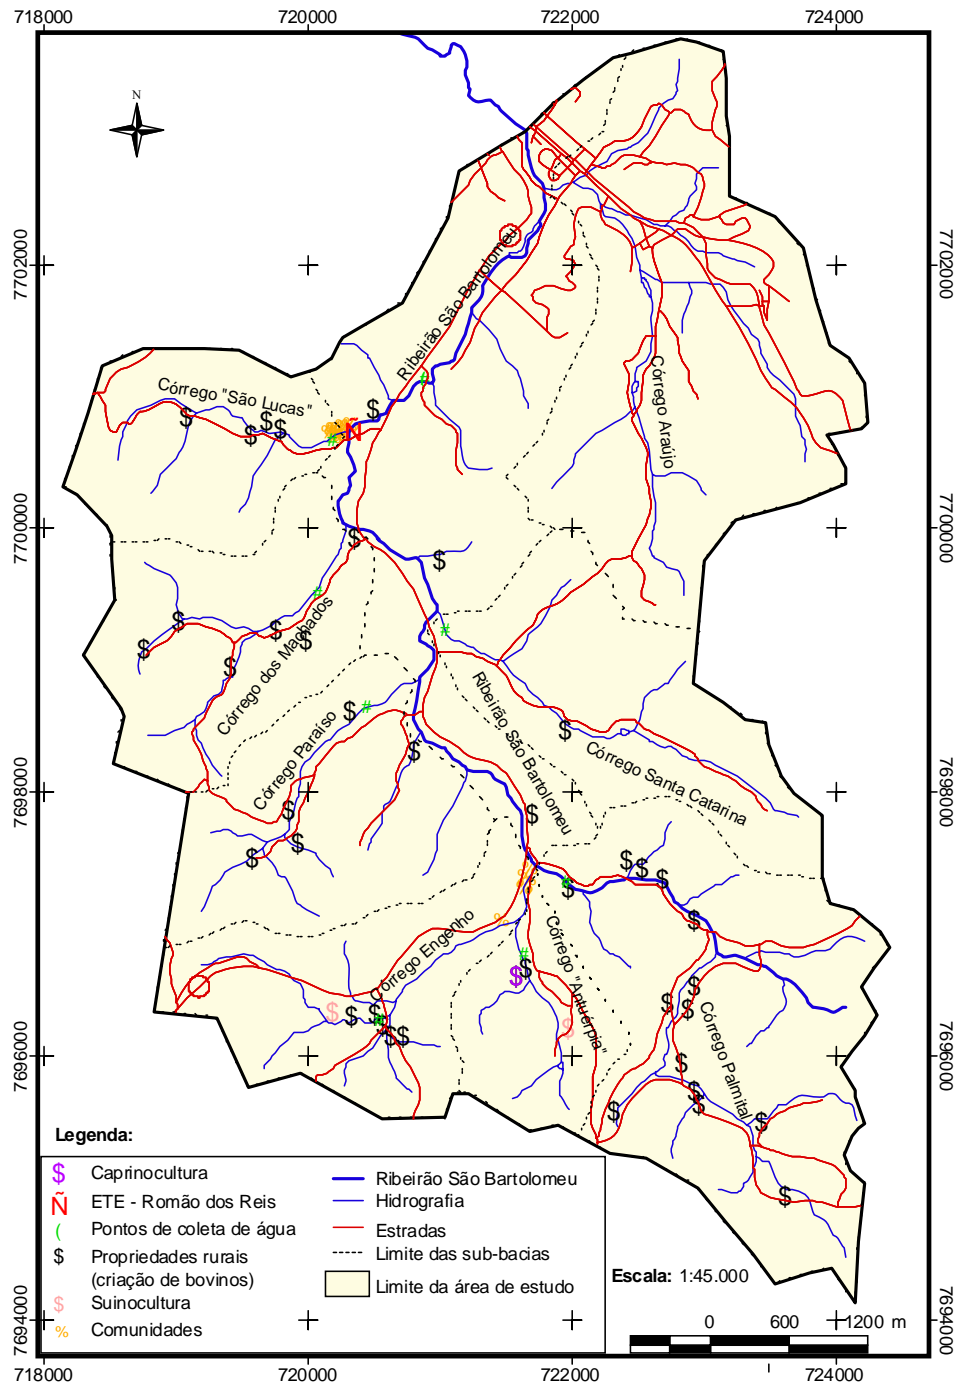 718000 720000 722000 724000
N
7702000 7702000
Ribeirão São Bartolomeu
Córrego "São Lucas"
Córrego Araújo
Ñ
7700000 7700000
Córrego dos Machados
Córrego Paraíso
Ribeirão São Bartolomeu
Córrego Santa Catarina
7698000 7698000
Córrego Engenho
Córrego "Antuérpia"
Córrego Palmital
7696000 7696000
Legenda:
$ Caprinocultura
Ñ ETE - Romão dos Reis
( Pontos de coleta de água
$ Propriedades rurais
(criação de bovinos)
$ Suinocultura
% Comunidades
Ribeirão São Bartolomeu
Hidrografia
Estradas
Limite das sub-bacias
Limite da área de estudo
Escala: 1:45.000
0 600 1200 m
7694000 7694000
718000 720000 722000 724000